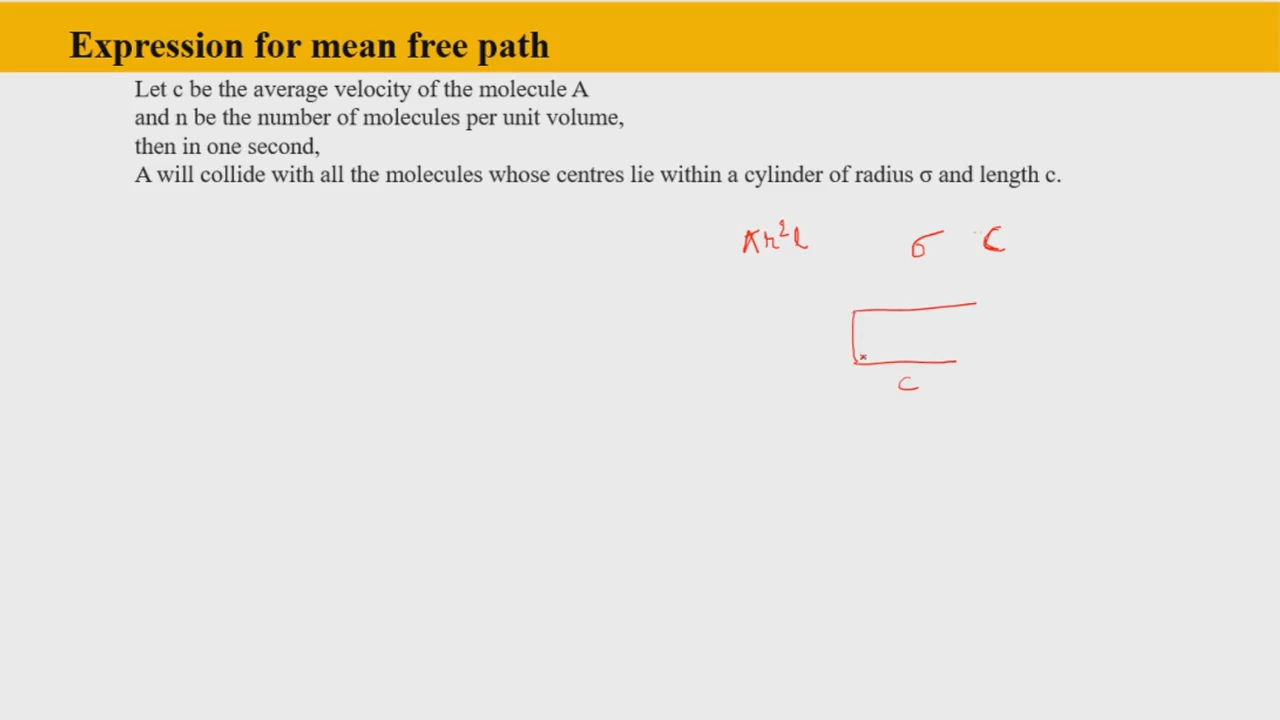 Expression for mean free path
Let c be the average velocity of the molecule A
and n be the number of molecules per unit volume,
then in one second,
A will collide with all the molecules whose centres lie within a cylinder of radius σ and length c.
πr²l σ c
c